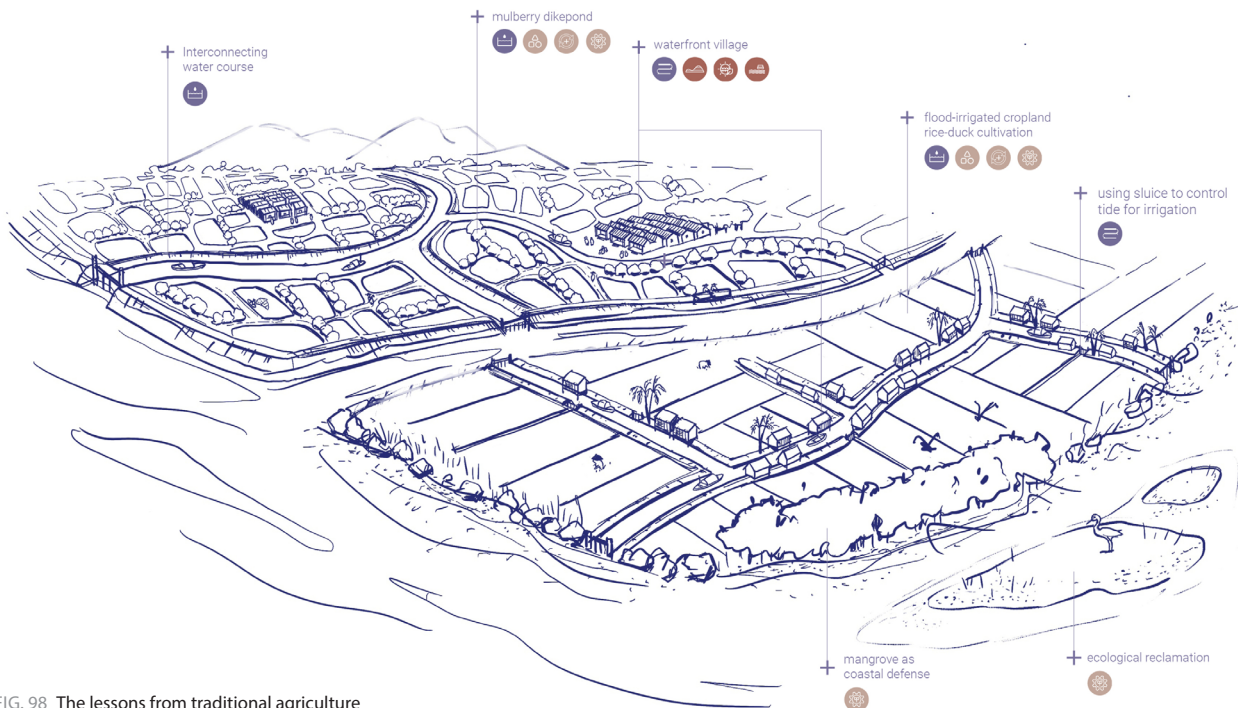 mulberry dikepond
Interconnecting
water course
waterfront village
flood-irrigated cropland
rice-duck cultivation
using sluice to control
tide for irrigation
mangrove as
coastal defense
ecological reclamation
FIG. 98 The lessons from traditional agriculture